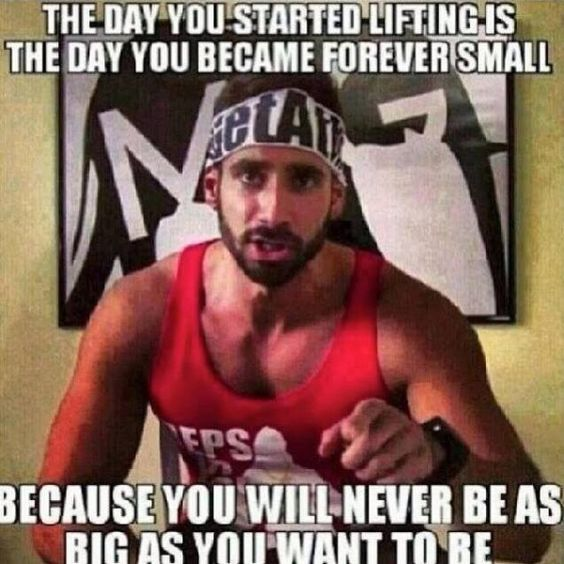 THE DAY YOU STARTED LIFTING IS
THE DAY YOU BECAME FOREVER SMALL
BECAUSE YOU WILL NEVER BE AS
BIG AS YOU WANT TO BE